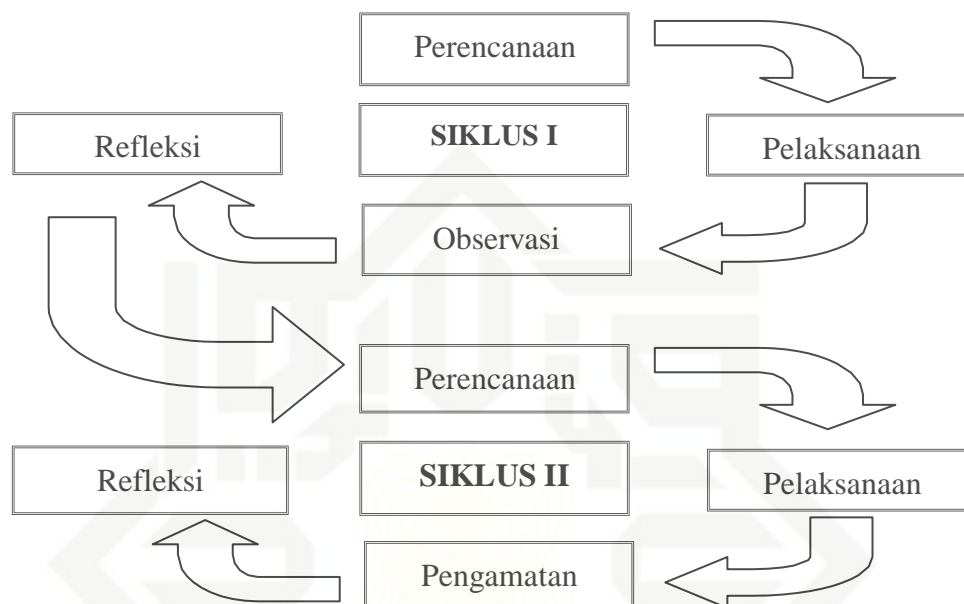 Perencanaan
SIKLUS I
Refleksi
Pelaksanaan
Observasi
Perencanaan
SIKLUS II
Refleksi
Pelaksanaan
Pengamatan